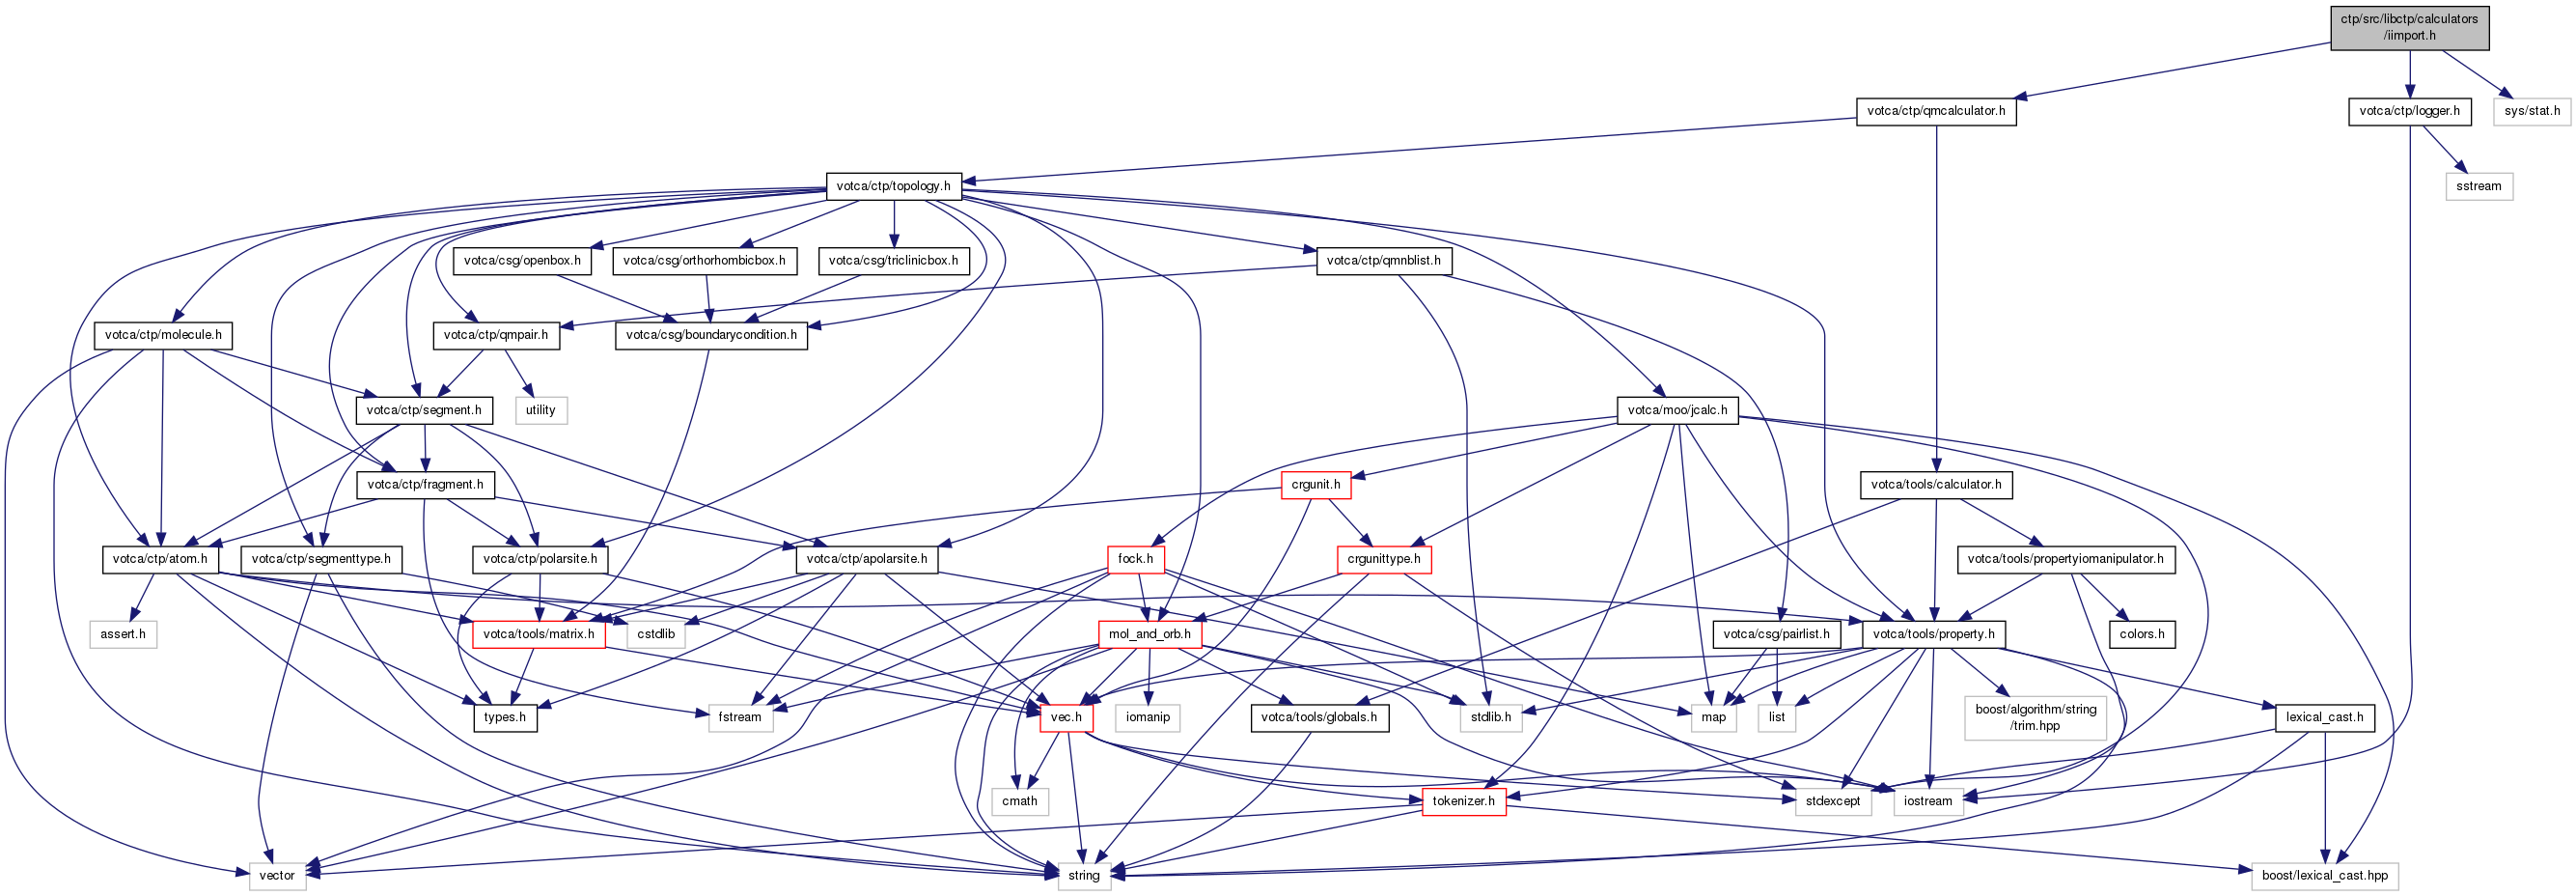 ctp/src/libctp/calculators
/iimport.h
votca/ctp/qmcalculator.h
votca/ctp/logger.h
sys/stat.h
votca/ctp/topology.h
sstream
votca/csg/openbox.h
votca/csg/orthorhombicbox.h
votca/csg/triclinicbox.h
votca/ctp/qmnblist.h
votca/ctp/molecule.h
votca/ctp/qmpair.h
votca/csg/boundarycondition.h
votca/ctp/segment.h
utility
votca/moo/jcalc.h
votca/ctp/fragment.h
crgunit.h
votca/tools/calculator.h
votca/ctp/atom.h
votca/ctp/segmenttype.h
votca/ctp/polarsite.h
votca/ctp/apolarsite.h
fock.h
crgunittype.h
votca/tools/propertyiomanipulator.h
assert.h
votca/tools/matrix.h
cstdlib
mol_and_orb.h
votca/csg/pairlist.h
votca/tools/property.h
colors.h
types.h
fstream
vec.h
iomanip
votca/tools/globals.h
stdlib.h
map
list
boost/algorithm/string
/trim.hpp
lexical_cast.h
cmath
tokenizer.h
stdexcept
iostream
vector
string
boost/lexical_cast.hpp